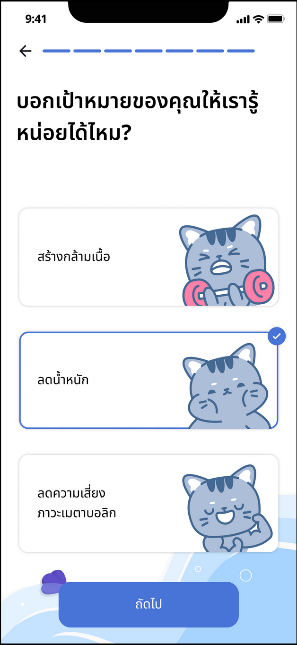 9:41
บอกเป้าหมายของคุณให้เรารู้
หน่อยได้ไหม?
สร้างกล้ามเนื้อ
ลดน้ำหนัก
ลดความเสี่ยง
ภาวะเมตาบอลิก
ถัดไป